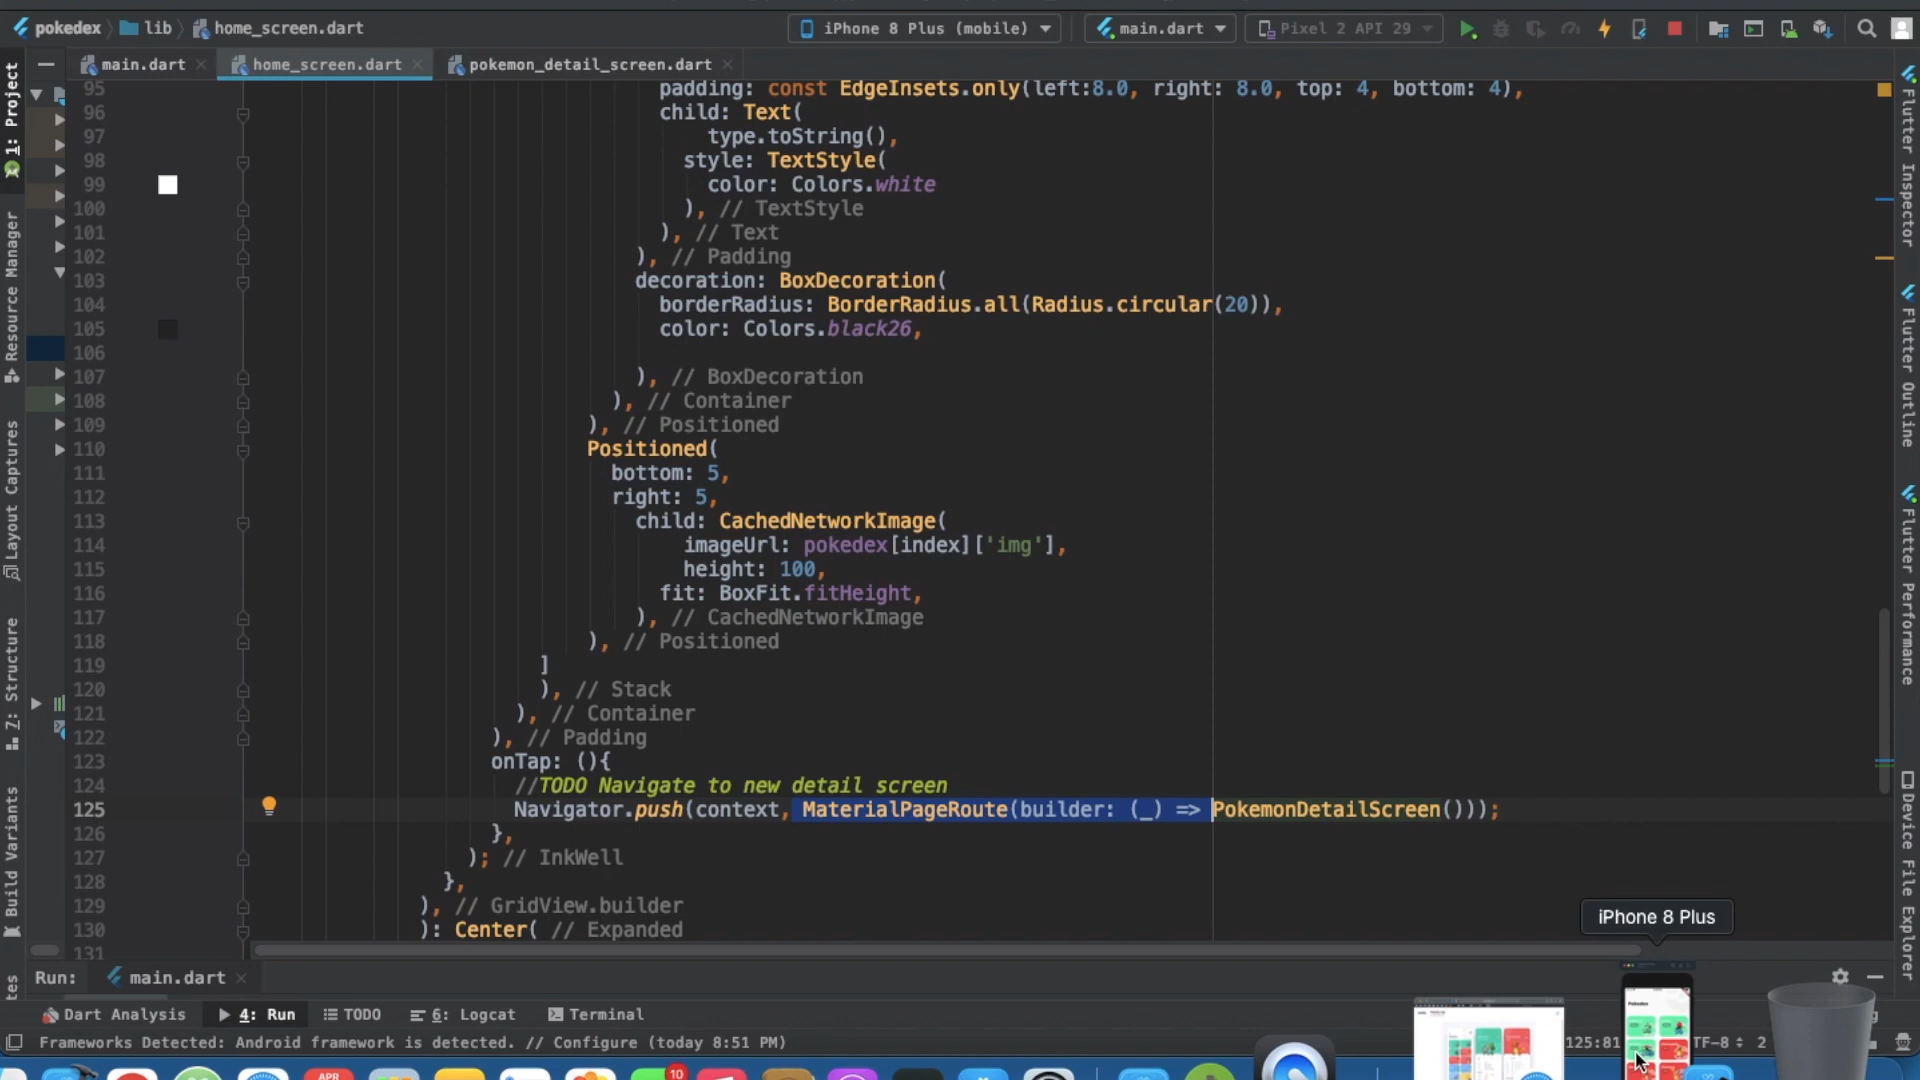 pokedex lib home_screen.dart iPhone 8 Plus (mobile) main.dart Pixel 2 API 29
main.dart home_screen.dart pokemon_detail_screen.dart
95 padding: const EdgeInsets.only(left:8.0, right: 8.0, top: 4, bottom: 4),
96 child: Text(
97 type.toString(),
98 style: TextStyle(
99 color: Colors.white
100 ), // TextStyle
101 ), // Text
102 ), // Padding
103 decoration: BoxDecoration(
104 borderRadius: BorderRadius.all(Radius.circular(20)),
105 color: Colors.black26,
106
107 ), // BoxDecoration
108 ), // Container
109 ), // Positioned
110 Positioned(
111 bottom: 5,
112 right: 5,
113 child: CachedNetworkImage(
114 imageUrl: pokedex[index]['img'],
115 height: 100,
116 fit: BoxFit.fitHeight,
117 ), // CachedNetworkImage
118 ), // Positioned
119 ]
120 ), // Stack
121 ), // Container
122 ), // Padding
123 onTap: (){
124 //TODO Navigate to new detail screen
125 Navigator.push(context, MaterialPageRoute(builder: (_) => PokemonDetailScreen()));
126 },
127 ); // InkWell
128 },
129 ), // GridView.builder
130 ): Center( // Expanded
131
1: Project
Resource Manager
Layout Captures
7: Structure
Build Variants
Flutter Inspector
Flutter Outline
Flutter Performance
Device File Explorer
iPhone 8 Plus
Run: main.dart
Dart Analysis 4: Run TODO 6: Logcat Terminal
Frameworks Detected: Android framework is detected. // Configure (today 8:51 PM) 125:81 TF-8 2
APR 10